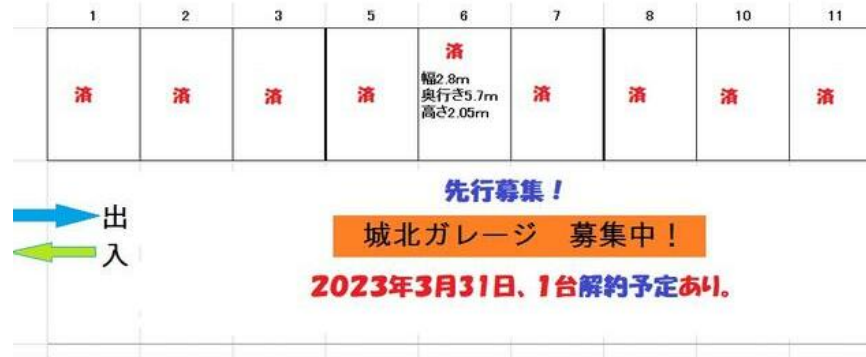 1 2 3 5 6 7 8 10 11
済
済 済 済 済 済 済 済 済
幅2.8m
奥行き5.7m
高さ2.05m
先行募集！
出
城北ガレージ 募集中！
入
2023年3月31日、1台解約予定あり。